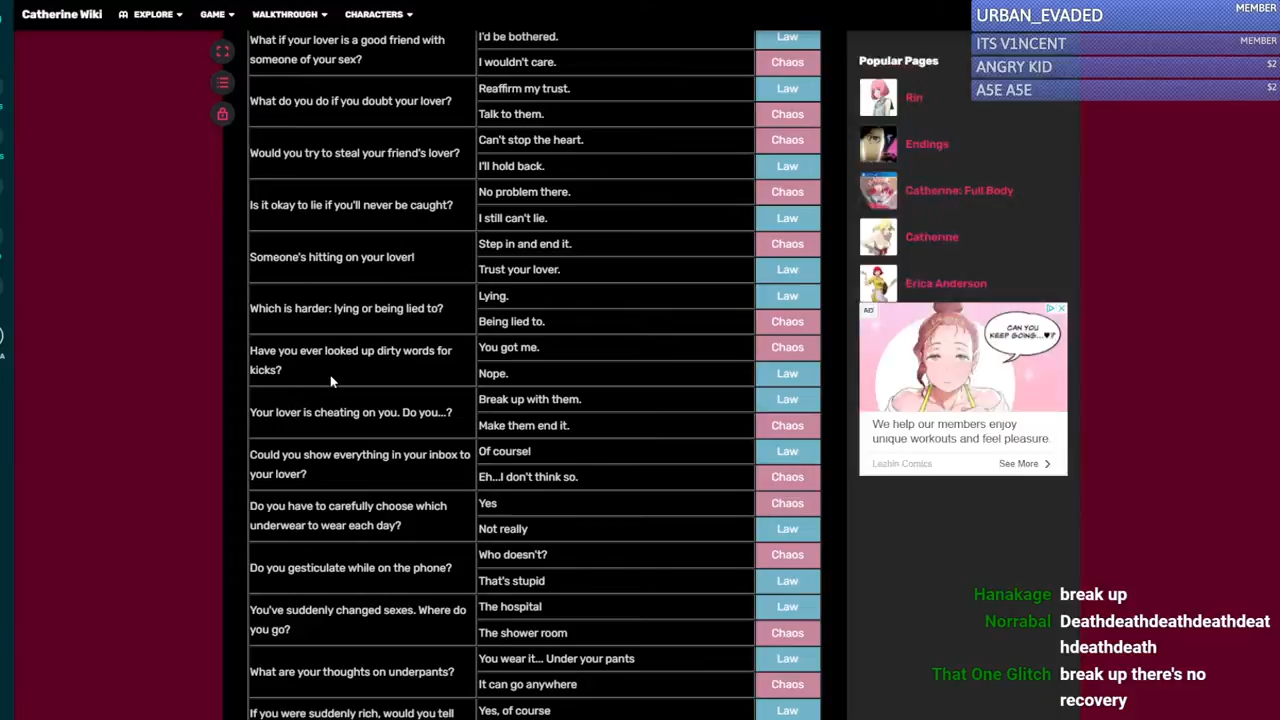 Catherine Wiki
EXPLORE
GAME
WALKTHROUGH
CHARACTERS
URBAN_EVADED MEMBER
ITS V1NCENT MEMBER
ANGRY KID $2
A5E A5E $2
What if your lover is a good friend with
someone of your sex?
I'd be bothered. Law
I wouldn't care. Chaos
What do you do if you doubt your lover?
Reaffirm my trust. Law
Talk to them. Chaos
Would you try to steal your friend's lover?
Can't stop the heart. Chaos
I'll hold back. Law
Is it okay to lie if you'll never be caught?
No problem there. Chaos
I still can't lie. Law
Someone's hitting on your lover!
Step in and end it. Chaos
Trust your lover. Law
Which is harder: lying or being lied to?
Lying. Law
Being lied to. Chaos
Have you ever looked up dirty words for
kicks?
You got me. Chaos
Nope. Law
Your lover is cheating on you. Do you...?
Break up with them. Law
Make them end it. Chaos
Could you show everything in your inbox to
your lover?
Of course! Law
Eh...I don't think so. Chaos
Do you have to carefully choose which
underwear to wear each day?
Yes Chaos
Not really Law
Do you gesticulate while on the phone?
Who doesn't? Chaos
That's stupid Law
You've suddenly changed sexes. Where do
you go?
The hospital Law
The shower room Chaos
What are your thoughts on underpants?
You wear it... Under your pants Law
It can go anywhere Chaos
If you were suddenly rich, would you tell
Yes, of course Law
Popular Pages
Rin
Endings
Catherine: Full Body
Catherine
Erica Anderson
AD
CAN YOU
KEEP GOING...♥?
We help our members enjoy
unique workouts and feel pleasure.
Lezhin Comics See More
Hanakage break up
Norrabal Deathdeathdeathdeathdeat
hdeathdeath
That One Glitch break up there's no
recovery